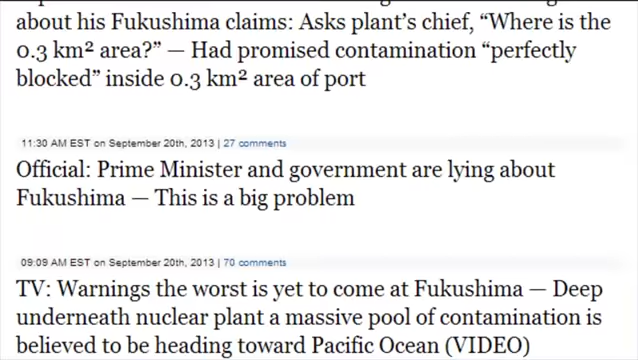 about his Fukushima claims: Asks plant's chief, “Where is the
0.3 km² area?” — Had promised contamination “perfectly
blocked” inside 0.3 km² area of port
11:30 AM EST on September 20th, 2013 | 27 comments
Official: Prime Minister and government are lying about
Fukushima — This is a big problem
09:09 AM EST on September 20th, 2013 | 70 comments
TV: Warnings the worst is yet to come at Fukushima — Deep
underneath nuclear plant a massive pool of contamination is
believed to be heading toward Pacific Ocean (VIDEO)